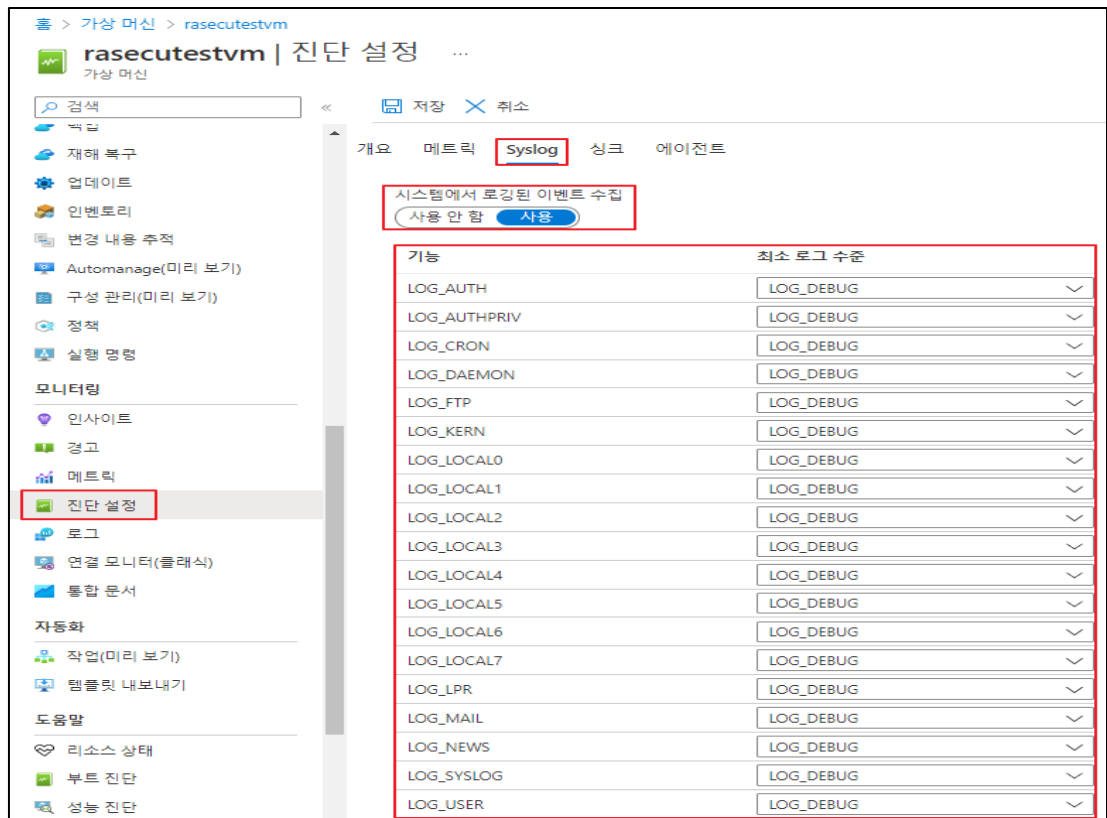 홈 > 가상 머신 > rasecutestvm
rasecutestvm | 진단 설정 ...
가상 머신
검색 «
저장 취소
백업
재해 복구
업데이트
인벤토리
변경 내용 추적
Automanage(미리 보기)
구성 관리(미리 보기)
정책
실행 명령
모니터링
인사이트
경고
메트릭
진단 설정
로그
연결 모니터(클래식)
통합 문서
자동화
작업(미리 보기)
템플릿 내보내기
도움말
리소스 상태
부트 진단
성능 진단
개요 메트릭 Syslog 싱크 에이전트
시스템에서 로깅된 이벤트 수집
사용 안 함 사용
기능 최소 로그 수준
LOG_AUTH LOG_DEBUG
LOG_AUTHPRIV LOG_DEBUG
LOG_CRON LOG_DEBUG
LOG_DAEMON LOG_DEBUG
LOG_FTP LOG_DEBUG
LOG_KERN LOG_DEBUG
LOG_LOCAL0 LOG_DEBUG
LOG_LOCAL1 LOG_DEBUG
LOG_LOCAL2 LOG_DEBUG
LOG_LOCAL3 LOG_DEBUG
LOG_LOCAL4 LOG_DEBUG
LOG_LOCAL5 LOG_DEBUG
LOG_LOCAL6 LOG_DEBUG
LOG_LOCAL7 LOG_DEBUG
LOG_LPR LOG_DEBUG
LOG_MAIL LOG_DEBUG
LOG_NEWS LOG_DEBUG
LOG_SYSLOG LOG_DEBUG
LOG_USER LOG_DEBUG